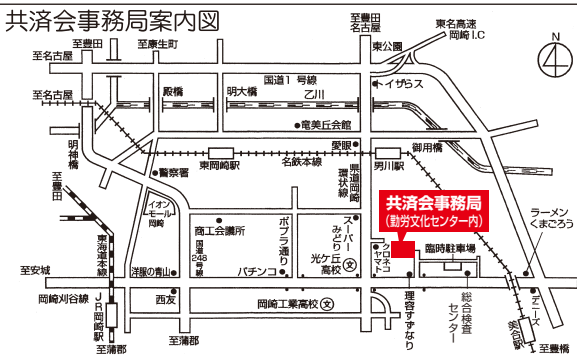 共済会事務局案内図
至豊田
至康生町
至豊田
名古屋
東名高速
岡崎I.C
至名古屋
東公園
国道1号線
トイザらス
至名古屋
殿橋
明大橋
乙川
竜美丘会館
明神橋
東岡崎駅
名鉄本線
愛眼
男川駅
御用橋
警察署
至豊田
イオン
モール
岡崎
県道岡崎
環状線
共済会事務局
(勤労文化センター内)
ラーメン
くまごろう
東海道本線
商工会議所
国道248号線
ポプラ通り
スーパー
みどり
光ケ丘
高校
文
クロネコ
ヤマト
臨時駐車場
至安城
洋服の青山
パチンコ
岡崎刈谷線
JR岡崎駅
西友
岡崎工業高校
文
理容すずなり
総合検査
センター
デニーズ
美合駅
至蒲郡
至蒲郡
至豊橋
N